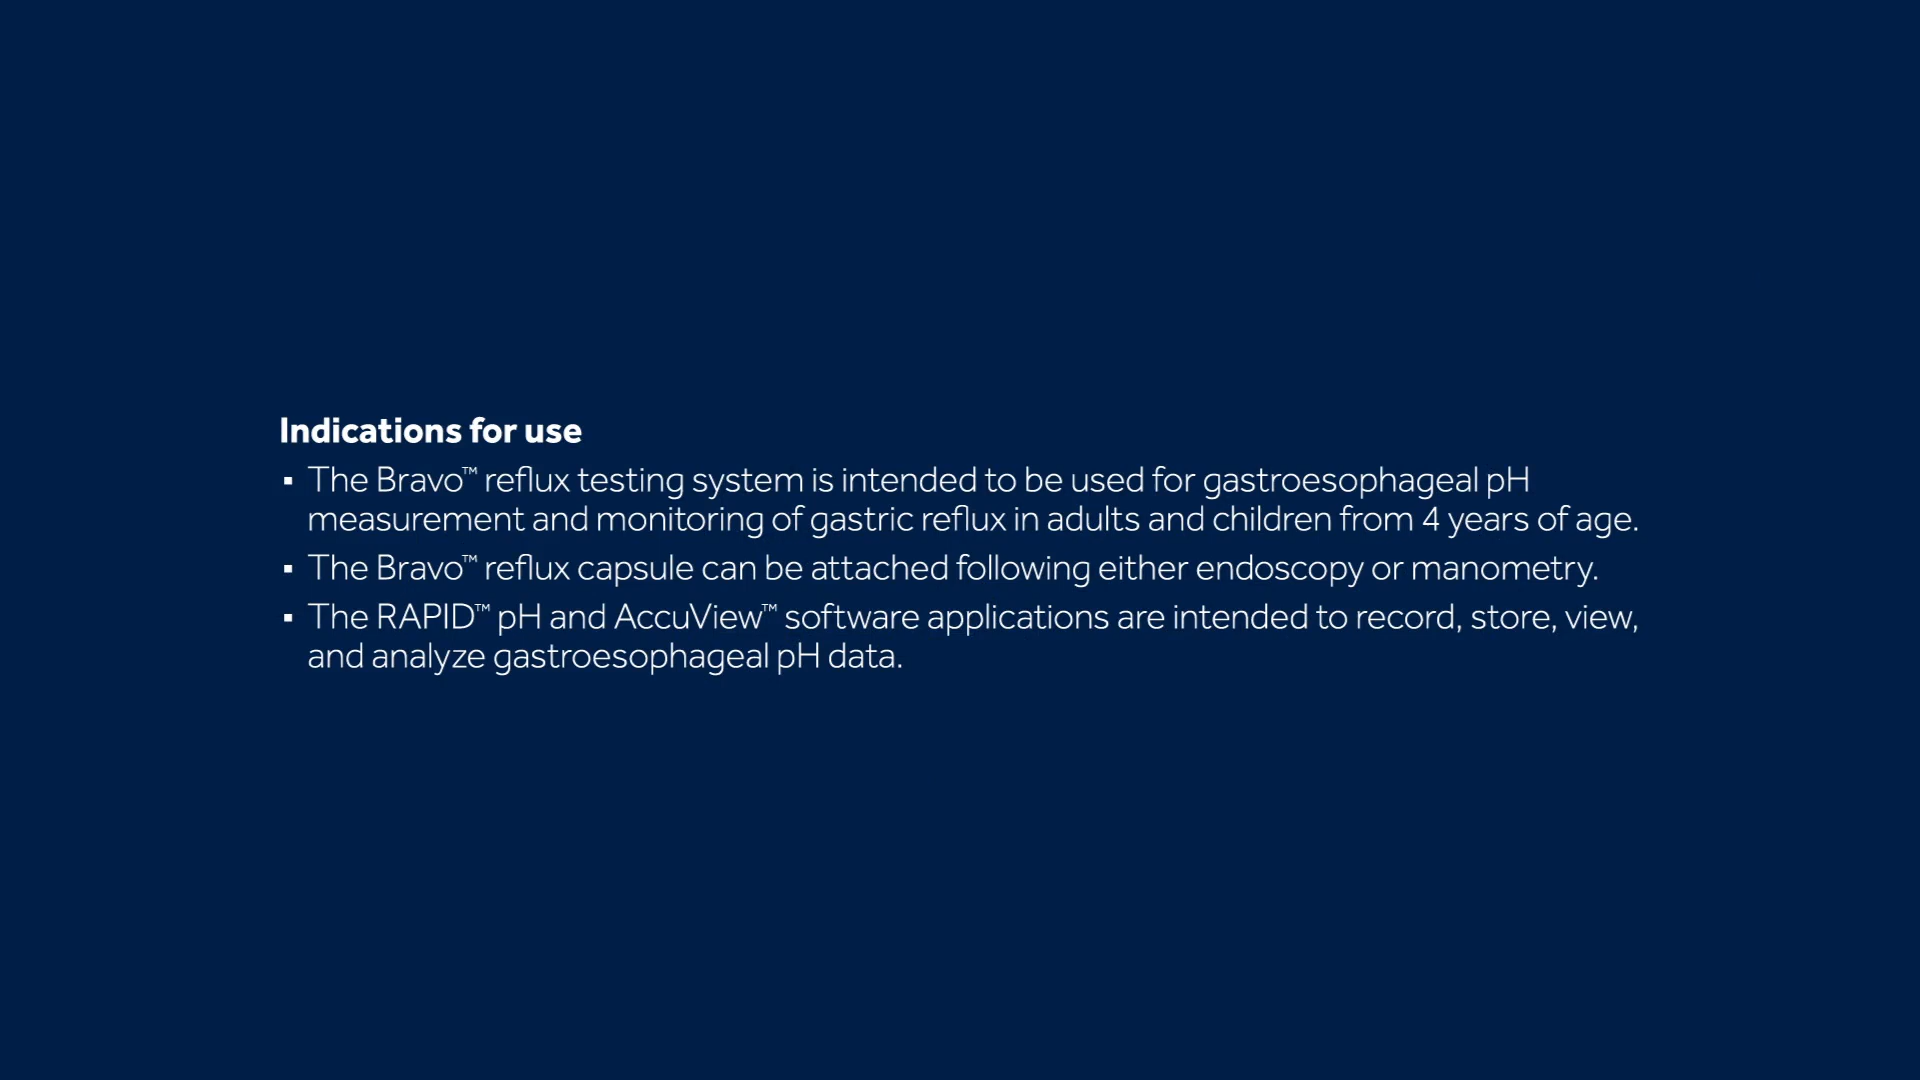 Indications for use
▪ The Bravo™ reflux testing system is intended to be used for gastroesophageal pH
measurement and monitoring of gastric reflux in adults and children from 4 years of age.
▪ The Bravo™ reflux capsule can be attached following either endoscopy or manometry.
▪ The RAPID™ pH and AccuView™ software applications are intended to record, store, view,
and analyze gastroesophageal pH data.